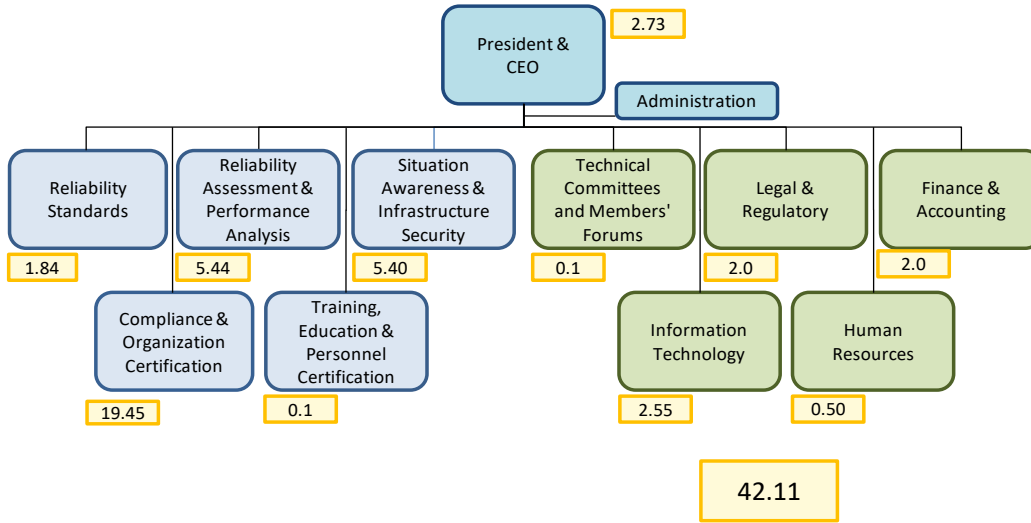 2.73
President &
CEO
Administration
Reliability
Standards
1.84
Reliability
Assessment &
Performance
Analysis
5.44
Situation
Awareness &
Infrastructure
Security
5.40
Technical
Committees
and Members'
Forums
0.1
Legal &
Regulatory
2.0
Finance &
Accounting
2.0
Compliance &
Organization
Certification
19.45
Training,
Education &
Personnel
Certification
0.1
Information
Technology
2.55
Human
Resources
0.50
42.11